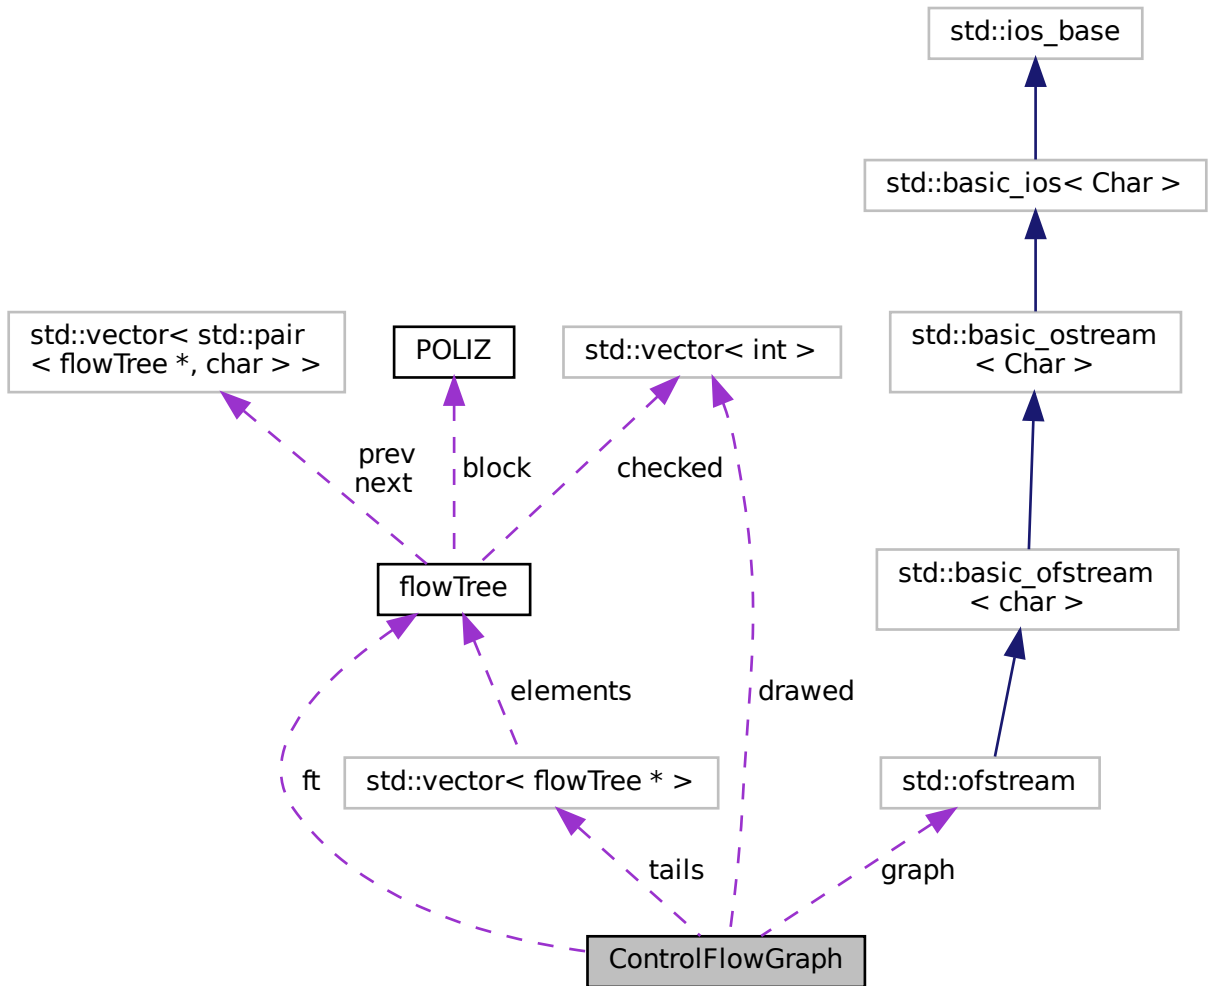 std::ios_base
std::basic_ios< Char >
std::vector< std::pair
< flowTree *, char > >
POLIZ
std::vector< int >
std::basic_ostream
< Char >
prev
next
block
checked
flowTree
std::basic_ofstream
< char >
elements
drawed
ft
std::vector< flowTree * >
std::ofstream
tails
graph
ControlFlowGraph